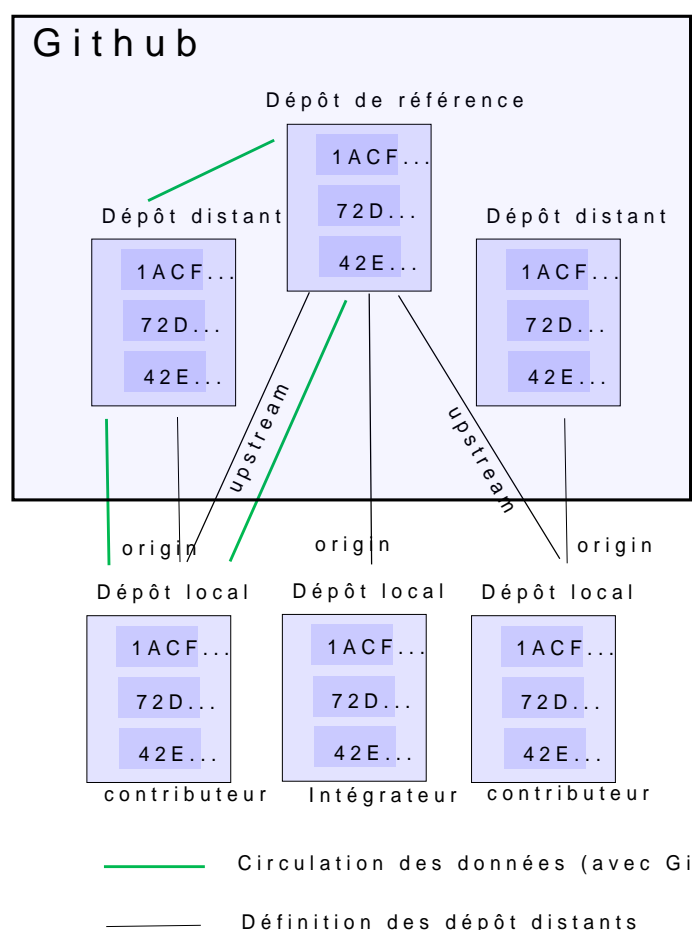 Github
Dépôt de référence
1ACF...
72D...
42E...
Dépôt distant
1ACF...
72D...
42E...
Dépôt distant
1ACF...
72D...
42E...
upstream
upstream
origin
origin
origin
Dépôt local
1ACF...
72D...
42E...
contributeur
Dépôt local
1ACF...
72D...
42E...
Intégrateur
Dépôt local
1ACF...
72D...
42E...
contributeur
Circulation des données (avec Gi
Définition des dépôt distants